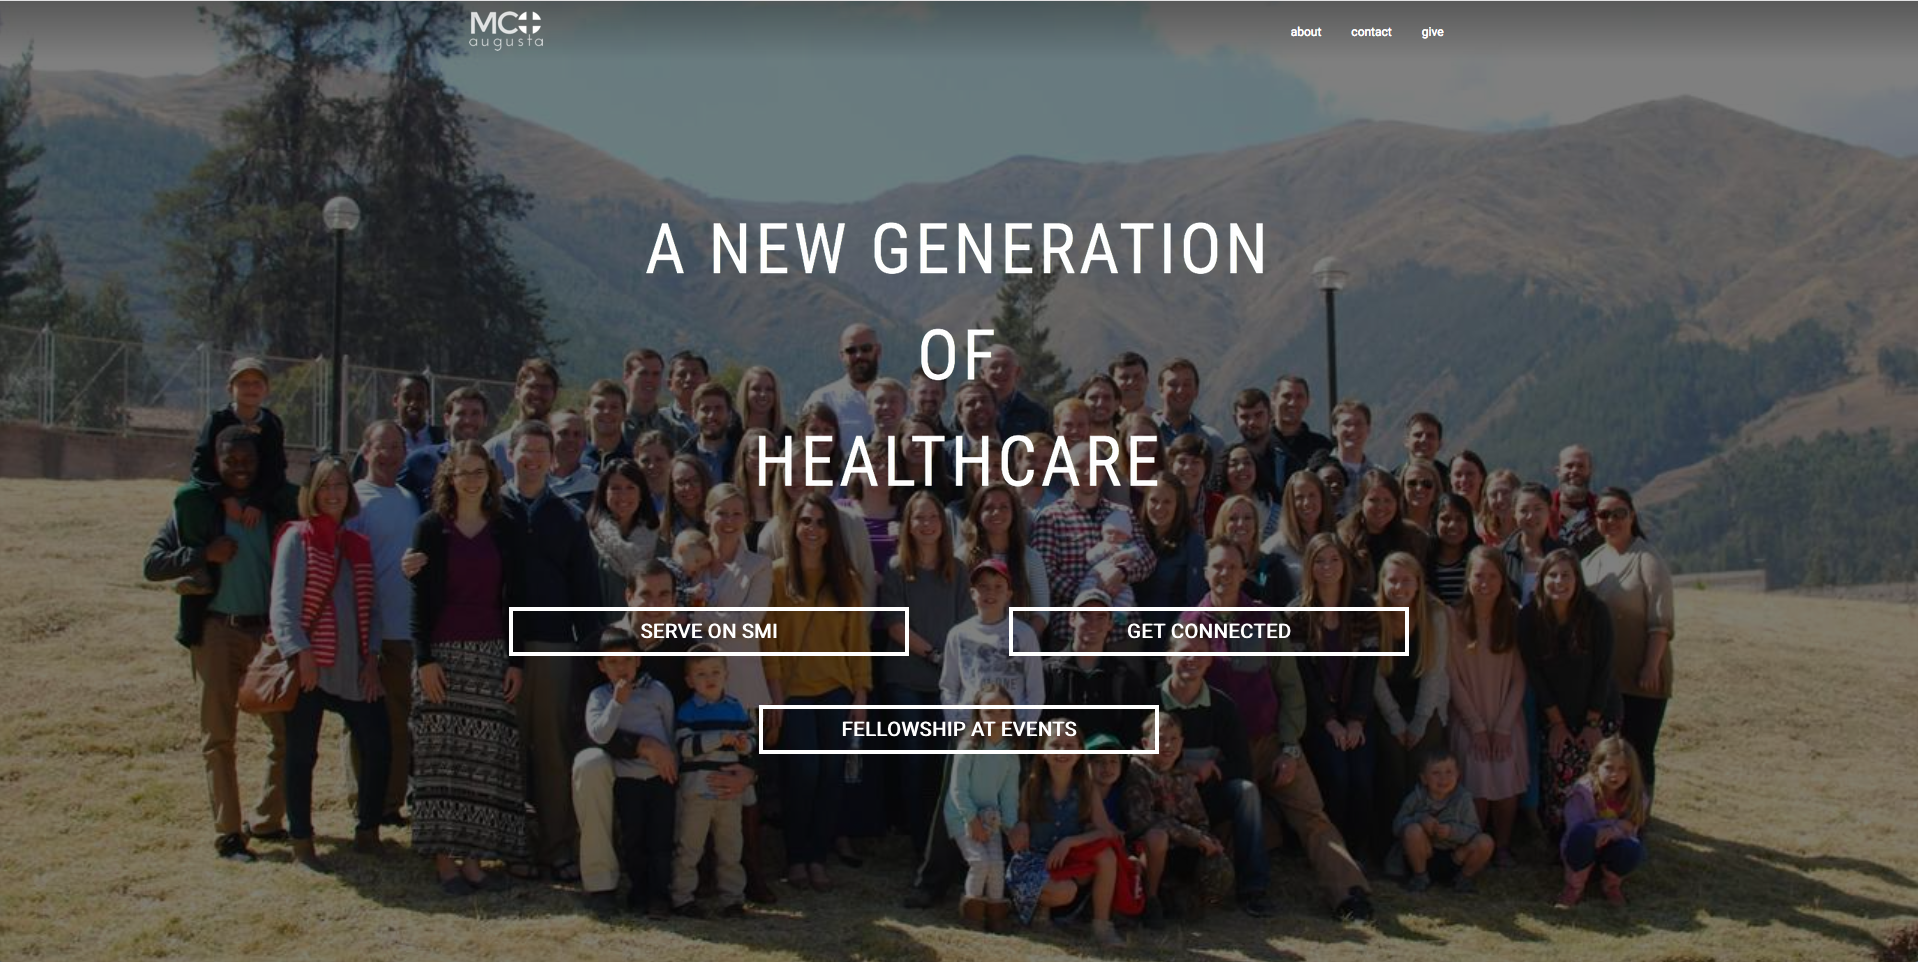 MC
augusta
about contact give
A NEW GENERATION
OF
HEALTHCARE
SERVE ON SMI
GET CONNECTED
FELLOWSHIP AT EVENTS